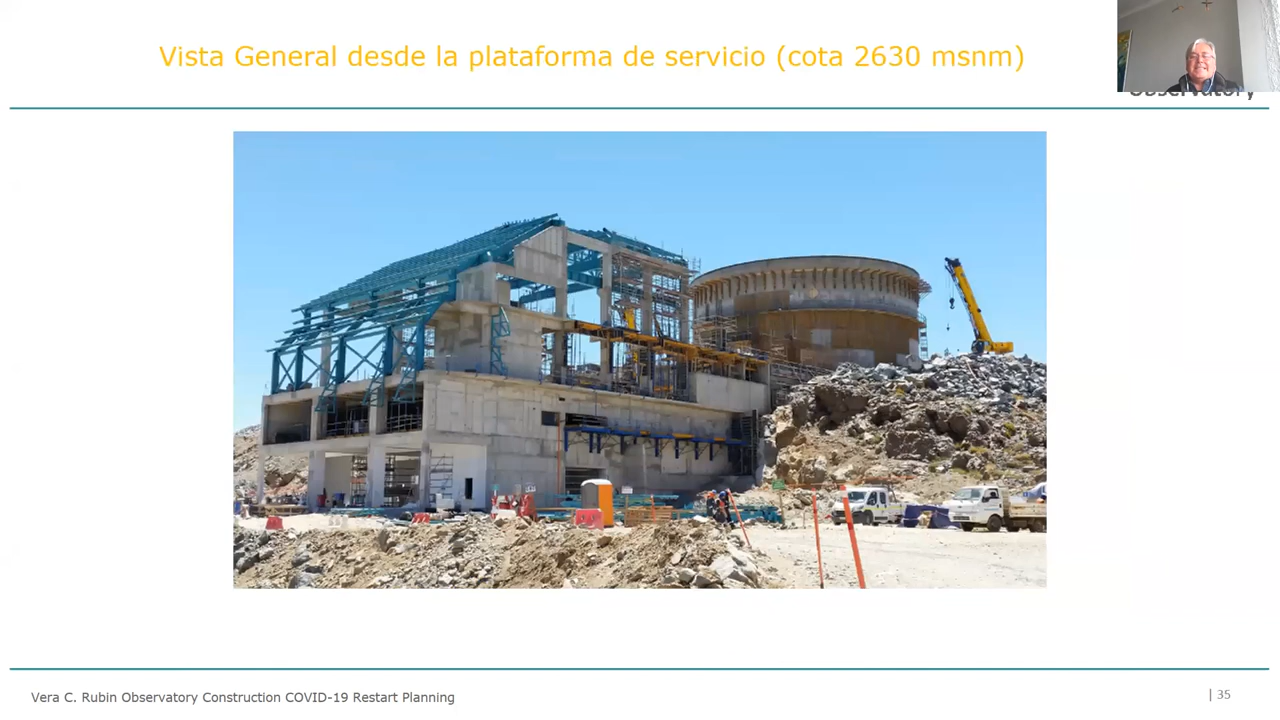 Vista General desde la plataforma de servicio (cota 2630 msnm)
Observatory
Vera C. Rubin Observatory Construction COVID-19 Restart Planning
| 35